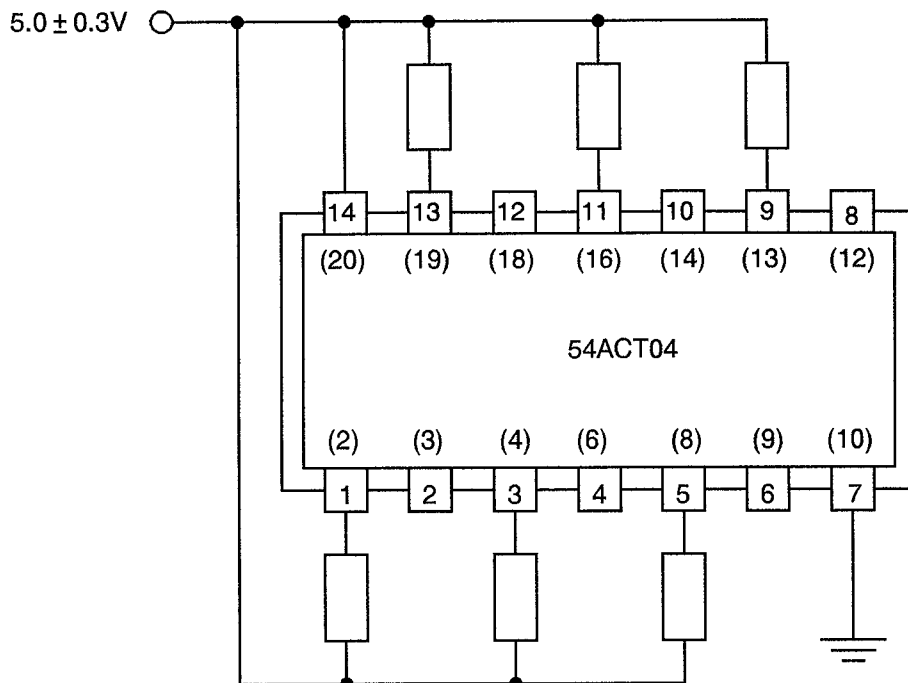 5.0 ± 0.3V
14 13 12 11 10 9 8
(20) (19) (18) (16) (14) (13) (12)
54ACT04
(2) (3) (4) (6) (8) (9) (10)
1 2 3 4 5 6 7